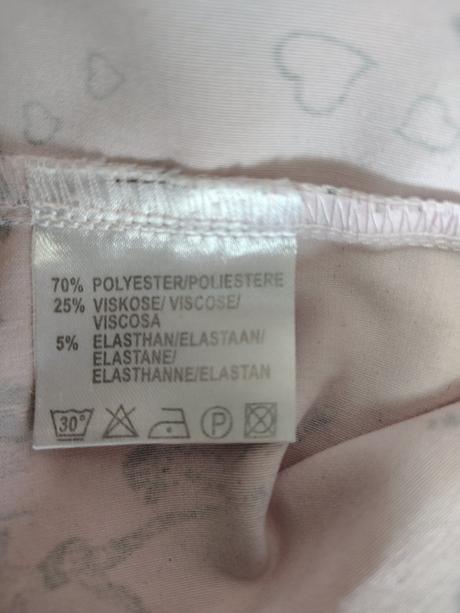 70% POLYESTER/POLIESTERE
25% VISKOSE/ VISCOSE/
VISCOSA
5% ELASTHAN/ELASTAAN/
ELASTANE/
ELASTHANNE/ELASTAN
30°
P